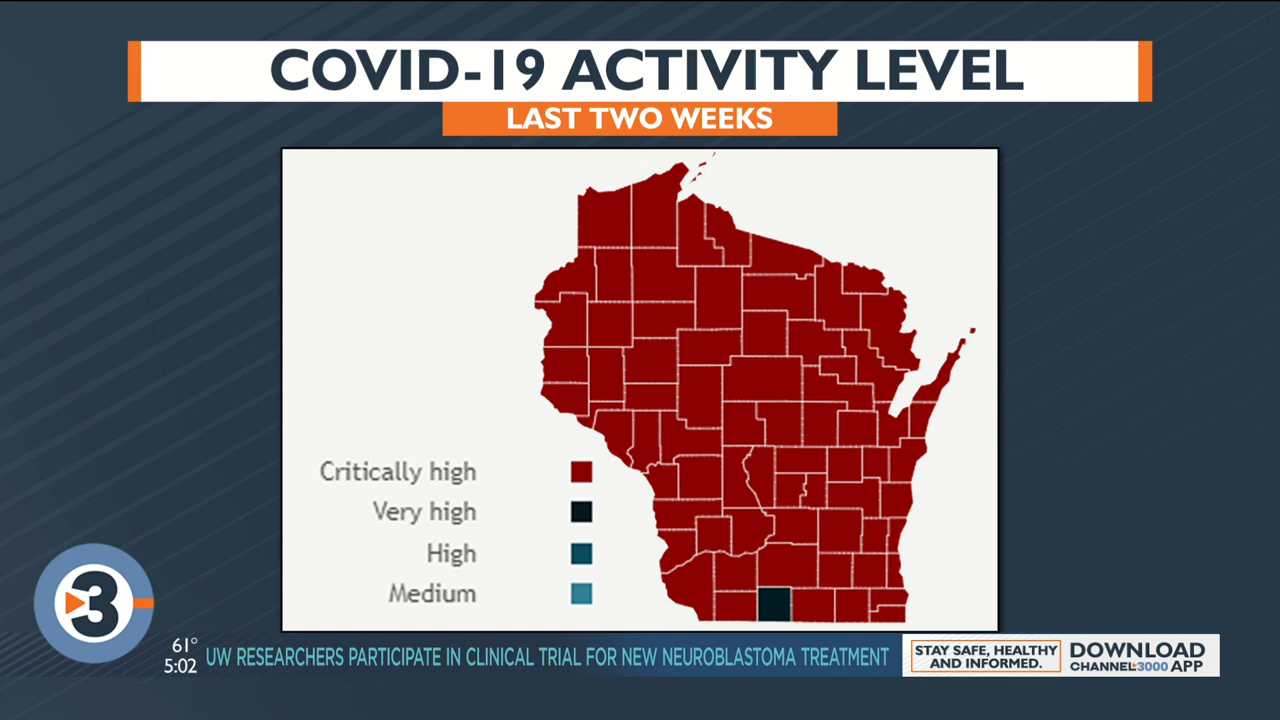 COVID-19 ACTIVITY LEVEL
LAST TWO WEEKS
Critically high
Very high
High
Medium
3
61°
5:02
UW RESEARCHERS PARTICIPATE IN CLINICAL TRIAL FOR NEW NEUROBLASTOMA TREATMENT
STAY SAFE, HEALTHY
AND INFORMED.
DOWNLOAD
CHANNEL3000 APP